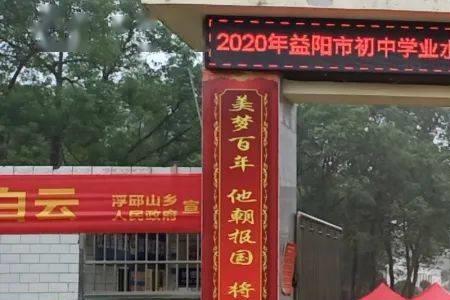 2020年益阳市初中学业水
美梦百年 他朝报国 将
白云
浮邱山乡
人民政府
宣